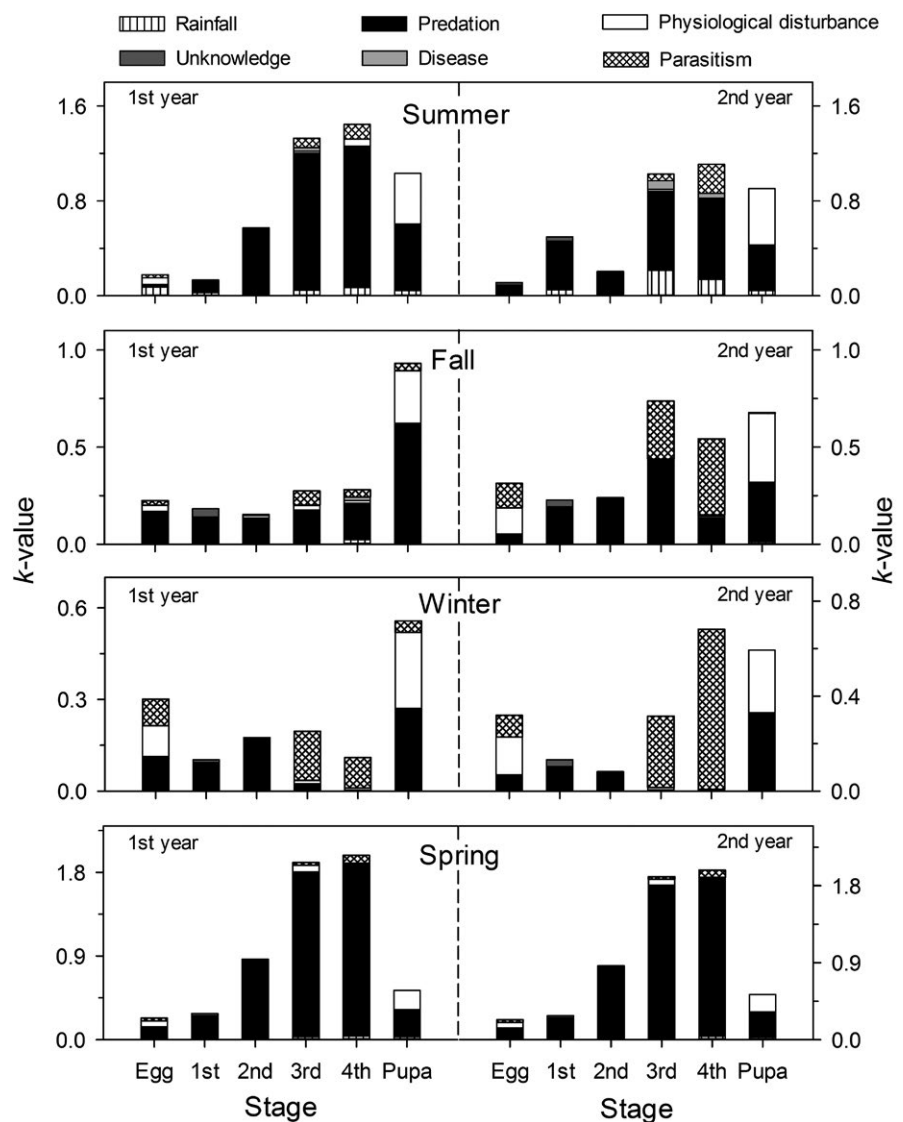 Rainfall Predation Physiological disturbance
Unknowledge Disease Parasitism
1st year Summer 2nd year
1.6 1.6
0.8 0.8
0.0 0.0
1st year Fall 2nd year
1.0 1.0
0.5 0.5
0.0 0.0
k-value k-value
1st year Winter 2nd year
0.6 0.8
0.3 0.4
0.0 0.0
1st year Spring 2nd year
1.8 1.8
0.9 0.9
0.0 0.0
Egg 1st 2nd 3rd 4th Pupa Egg 1st 2nd 3rd 4th Pupa
Stage Stage